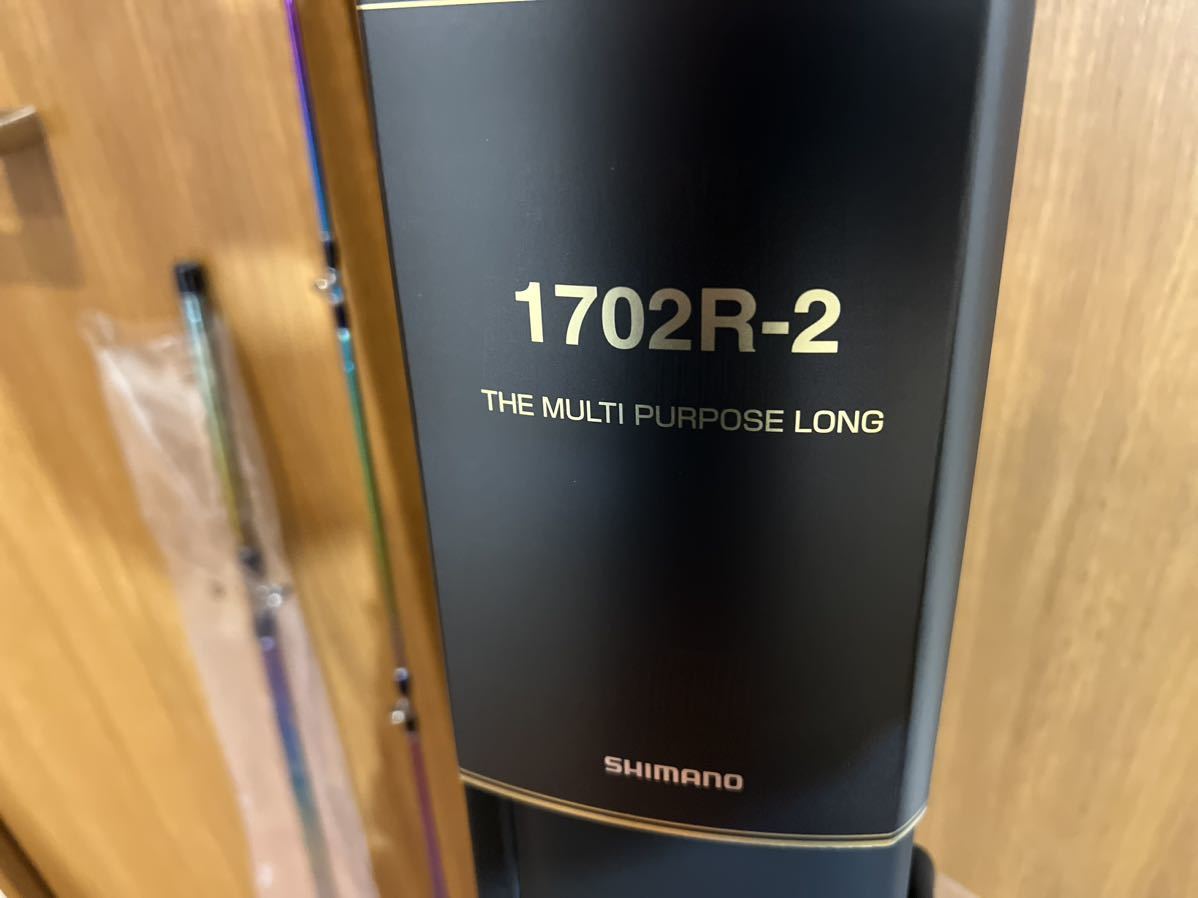 1702R-2
THE MULTI PURPOSE LONG
SHIMANO